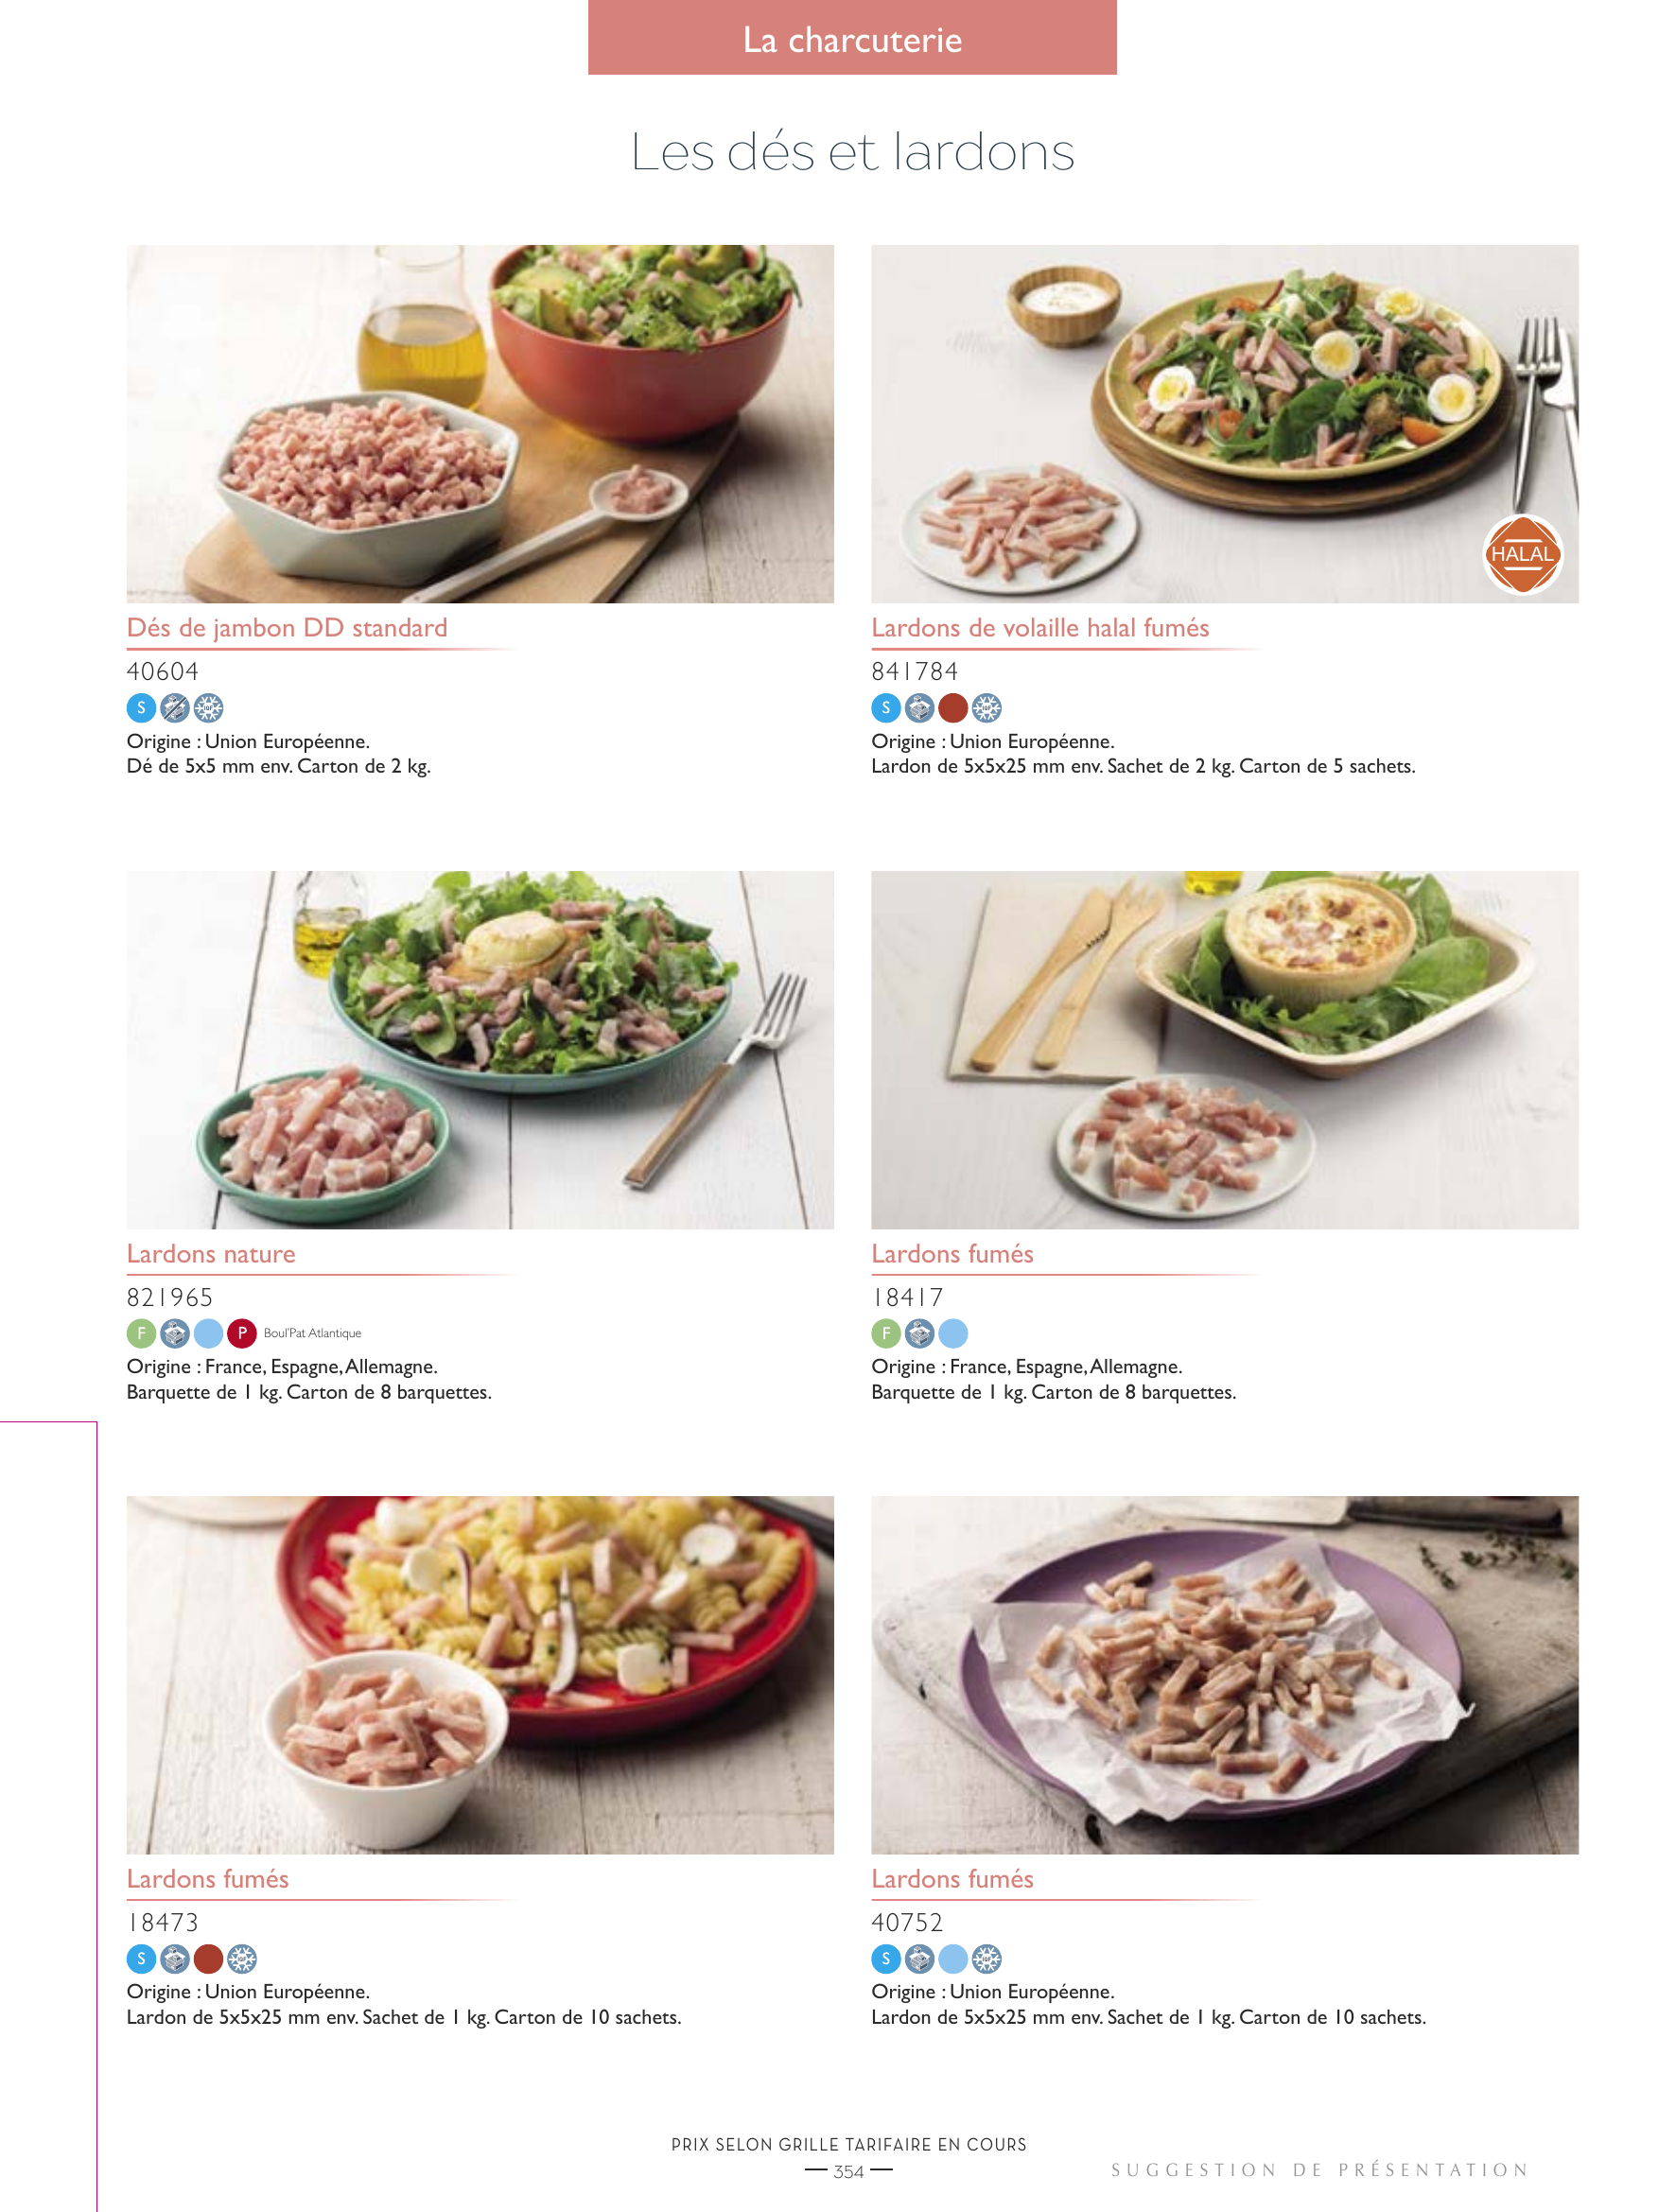 La charcuterie
Les dés et lardons
HALAL
Dés de jambon DD standard
40604
S
Origine : Union Européenne.
Dé de 5x5 mm env. Carton de 2 kg.
Lardons de volaille halal fumés
841784
S
Origine : Union Européenne.
Lardon de 5x5x25 mm env. Sachet de 2 kg. Carton de 5 sachets.
Lardons nature
821965
F P Boul'Pat Atlantique
Origine : France, Espagne, Allemagne.
Barquette de 1 kg. Carton de 8 barquettes.
Lardons fumés
18417
F
Origine : France, Espagne, Allemagne.
Barquette de 1 kg. Carton de 8 barquettes.
Lardons fumés
18473
S
Origine : Union Européenne.
Lardon de 5x5x25 mm env. Sachet de 1 kg. Carton de 10 sachets.
Lardons fumés
40752
S
Origine : Union Européenne.
Lardon de 5x5x25 mm env. Sachet de 1 kg. Carton de 10 sachets.
PRIX SELON GRILLE TARIFAIRE EN COURS
354
SUGGESTION DE PRÉSENTATION